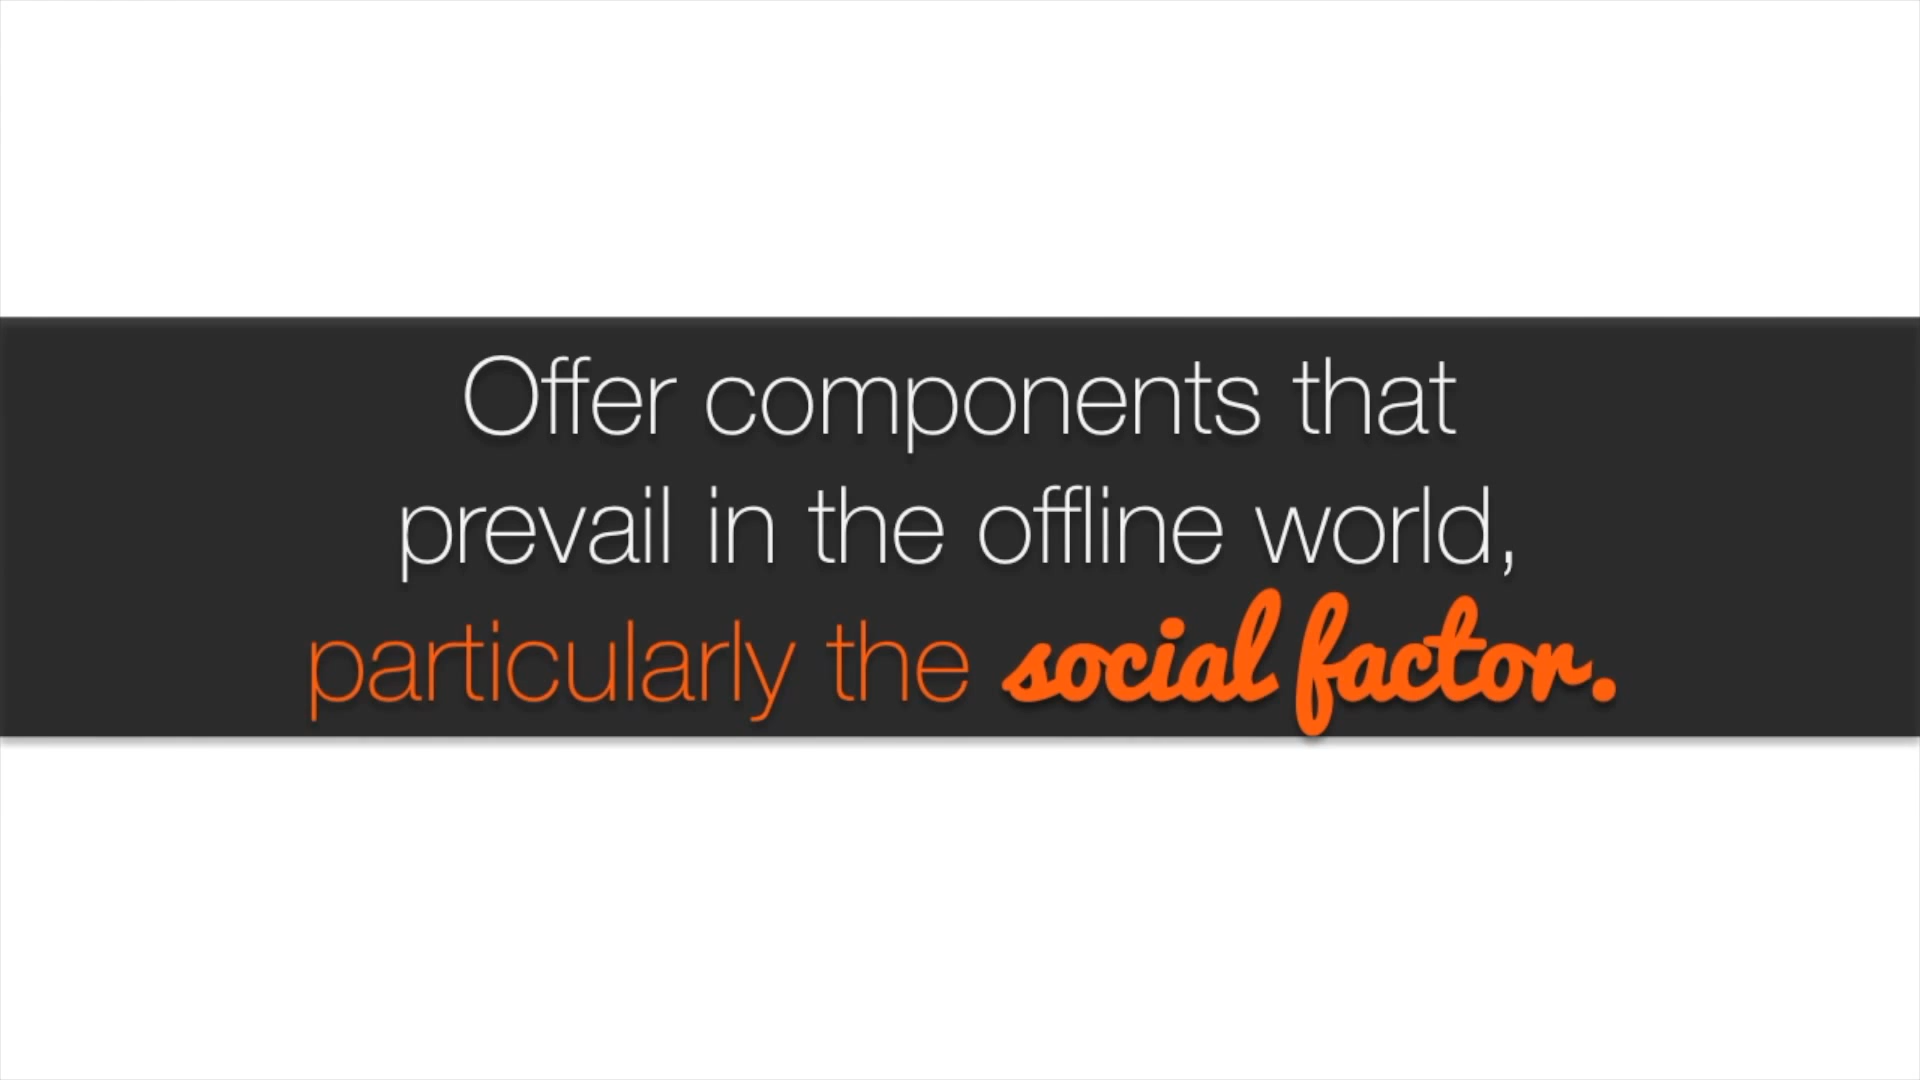 Offer components that
prevail in the offline world,
particularly the social factor.